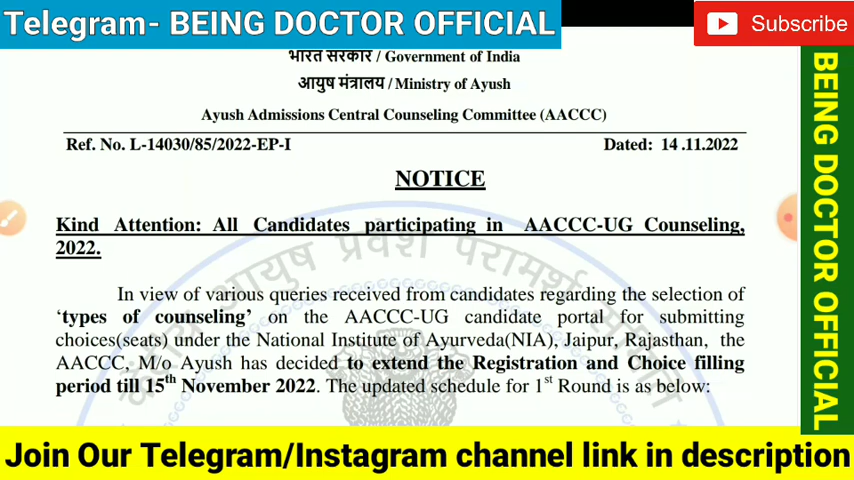 Telegram- BEING DOCTOR OFFICIAL
Subscribe
भारत सरकार / Government of India
आयुष मंत्रालय / Ministry of Ayush
Ayush Admissions Central Counseling Committee (AACCC)
Ref. No. L-14030/85/2022-EP-I Dated: 14 .11.2022
NOTICE
Kind Attention: All Candidates participating in AACCC-UG Counseling,
2022.
In view of various queries received from candidates regarding the selection of
‘types of counseling’ on the AACCC-UG candidate portal for submitting
choices(seats) under the National Institute of Ayurveda(NIA), Jaipur, Rajasthan, the
AACCC, M/o Ayush has decided to extend the Registration and Choice filling
period till 15th November 2022. The updated schedule for 1st Round is as below:
आयुष प्रवेश परामर्श समिति
BEING DOCTOR OFFICIAL
Join Our Telegram/Instagram channel link in description